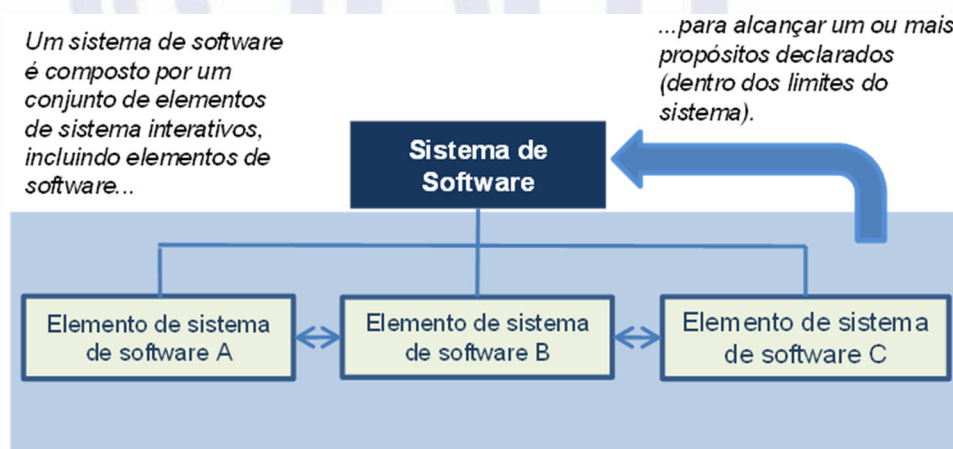 Um sistema de software
é composto por um
conjunto de elementos
de sistema interativos,
incluindo elementos de
software...
...para alcançar um ou mais
propósitos declarados
(dentro dos limites do
sistema).
Sistema de
Software
Elemento de sistema
de software A
Elemento de sistema
de software B
Elemento de sistema
de software C